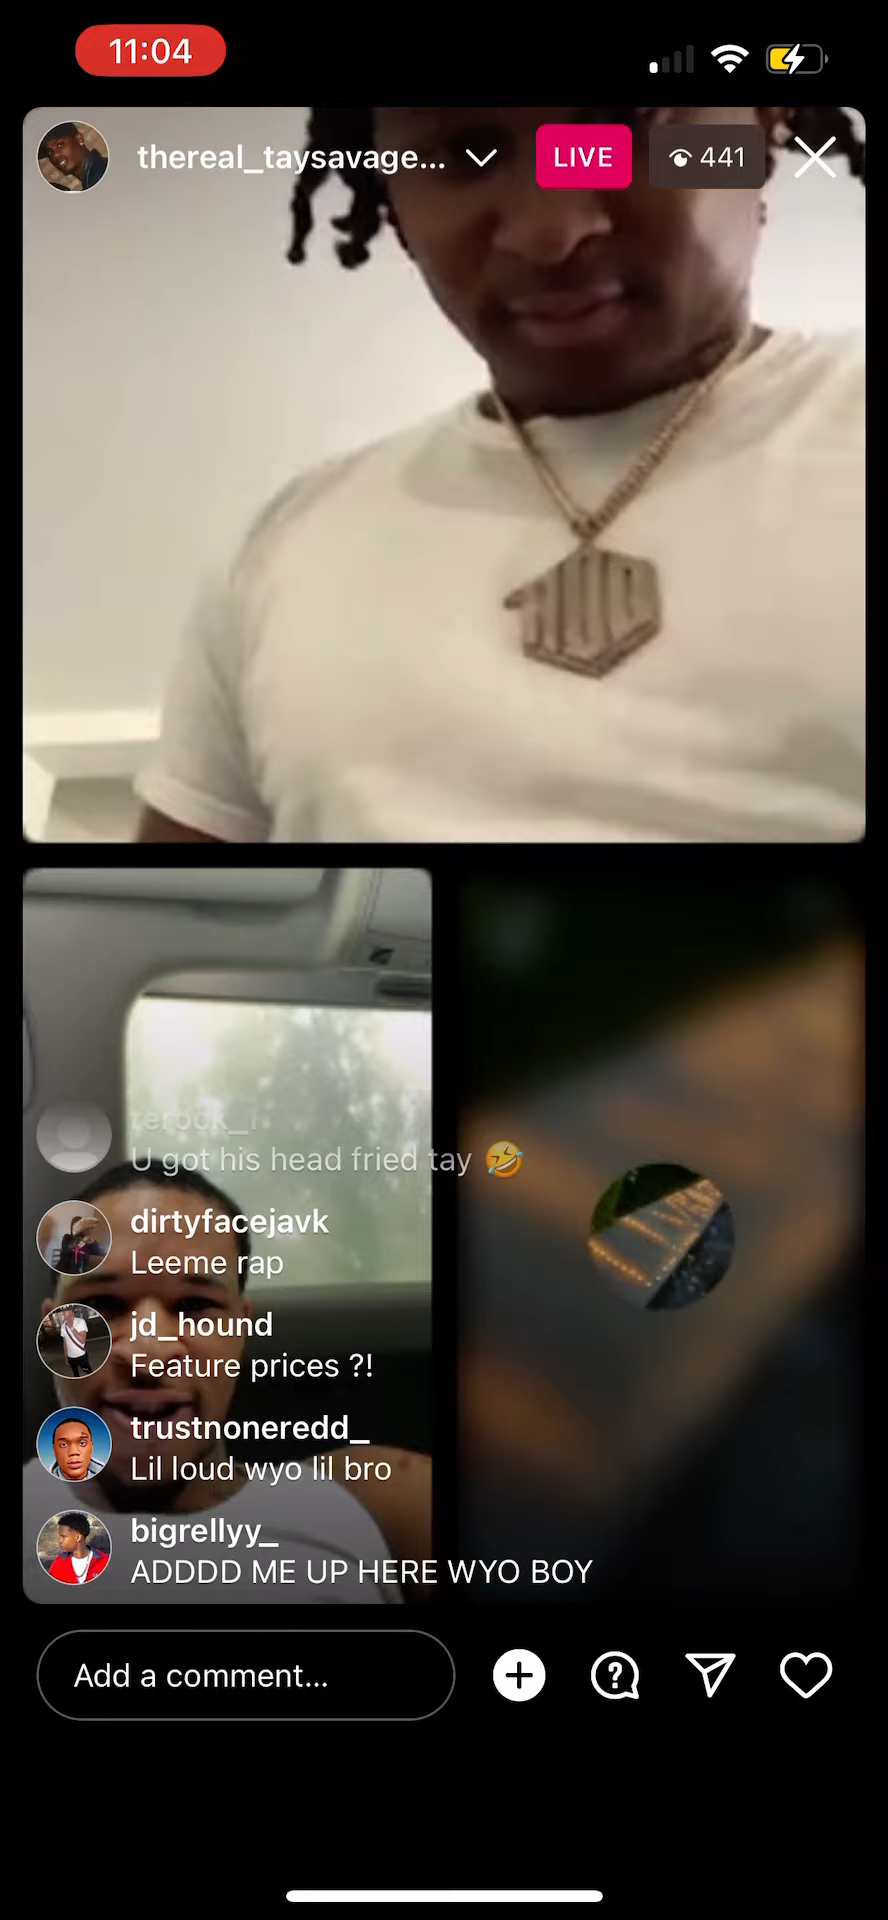 11:04
thereal_taysavage...
LIVE
441
U got his head fried tay 🤣
dirtyfacejavk
Leeme rap
jd_hound
Feature prices ?!
trustnoneredd_
Lil loud wyo lil bro
bigrellyy_
ADDDD ME UP HERE WYO BOY
Add a comment...